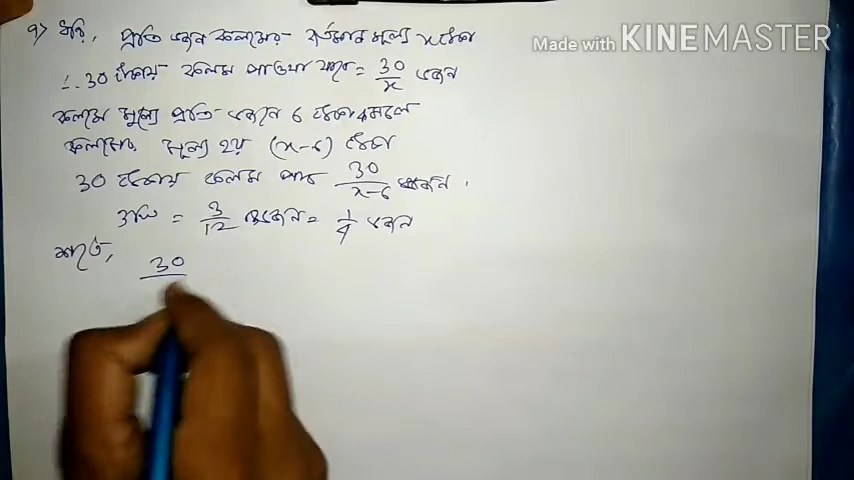 ৭> ধরি, প্রতি ডজন কলমের বর্তমান মূল্য x টাকা
Made with KINEMASTER
∴ 30 টাকায় কলম পাওয়া যাবে = 30/x ডজন
কলমে মূল্য প্রতি ডজনে 6 টাকা কমলে
কলমের মূল্য হয় (x-6) টাকা
30 টাকায় কলম পাব 30/x-6 ডজন.
3টি = 3/12 ডজন = 1/4 ডজন
শর্তে,
30